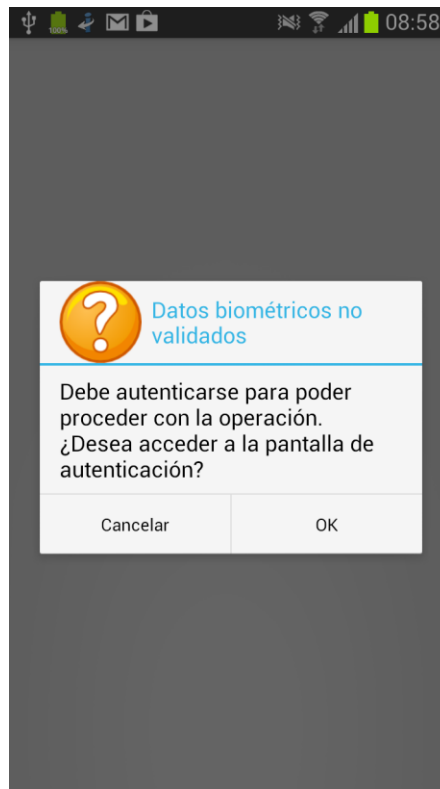 100%
08:58
Datos biométricos no
validados
Debe autenticarse para poder
proceder con la operación.
¿Desea acceder a la pantalla de
autenticación?
Cancelar OK